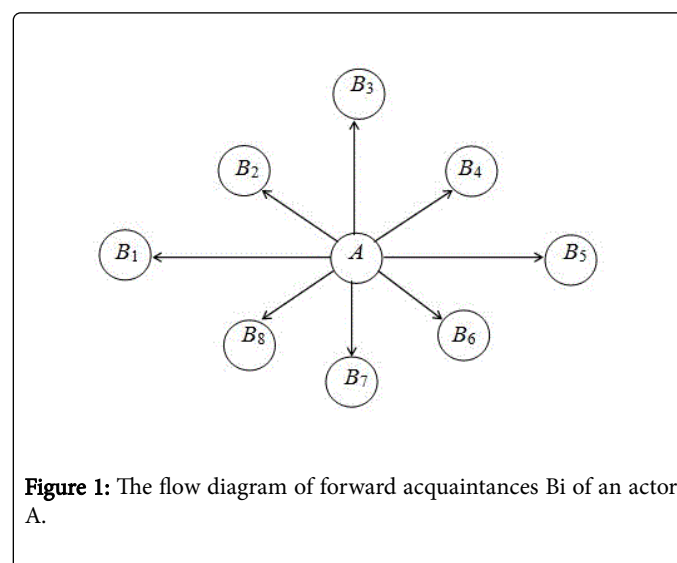 B3
B2
B4
B1
A
B5
B8
B6
B7
Figure 1: The flow diagram of forward acquaintances Bi of an actor
A.